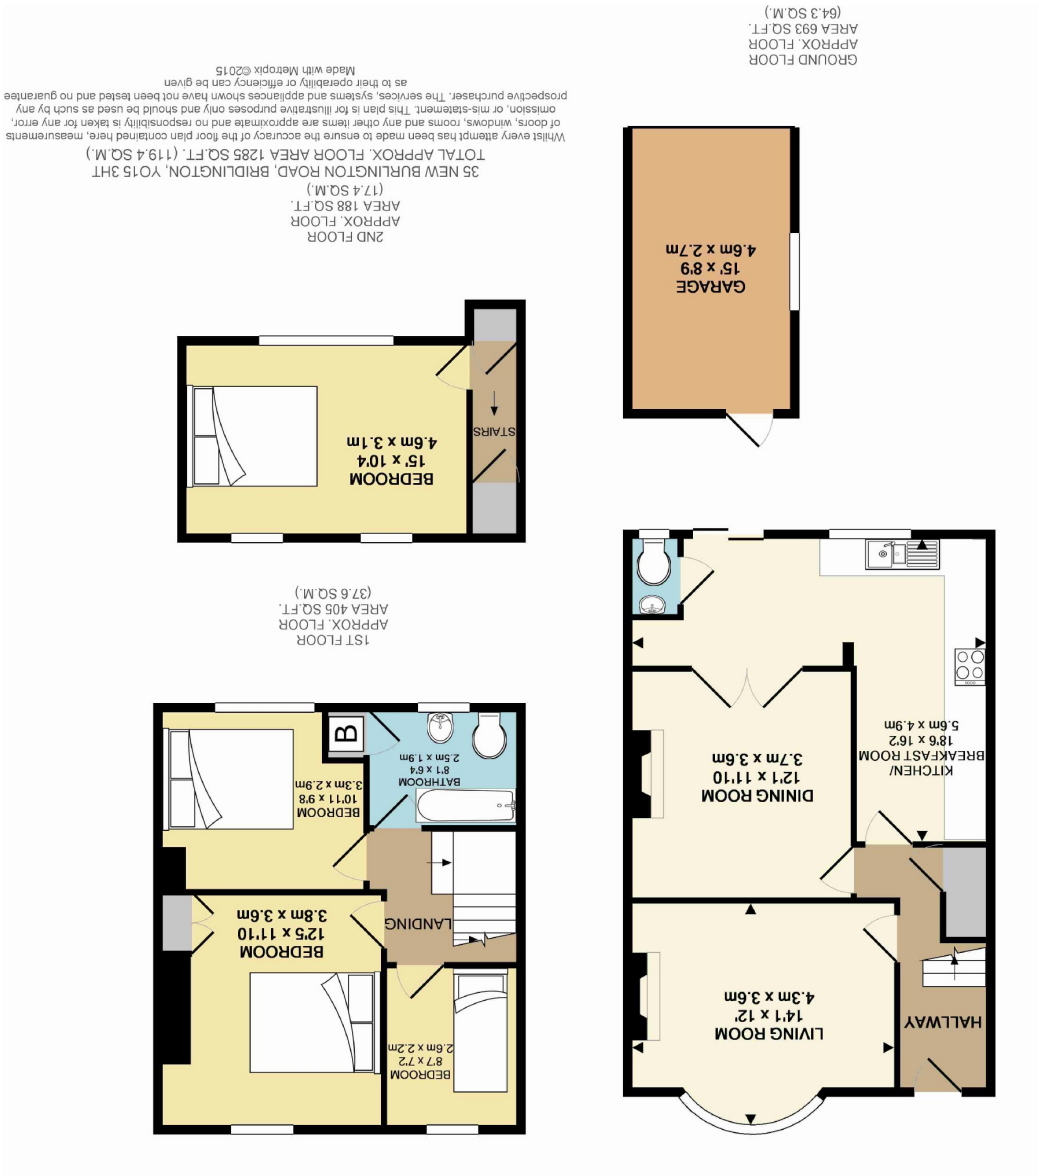 GROUND FLOOR
APPROX. FLOOR
AREA 693 SQ.FT.
(64.3 SQ.M.)
GARAGE
15' x 8'9
4.6m x 2.7m
KITCHEN/
BREAKFAST ROOM
18'6 x 16'2
5.6m x 4.9m
DINING ROOM
12'1 x 11'10
3.7m x 3.6m
LIVING ROOM
14'1 x 12'
4.3m x 3.6m
HALLWAY
1ST FLOOR
APPROX. FLOOR
AREA 405 SQ.FT.
(37.6 SQ.M.)
BEDROOM
8'7 x 7'2
2.6m x 2.2m
BEDROOM
12'5 x 11'10
3.8m x 3.6m
LANDING
BATHROOM
8'1 x 6'4
2.5m x 1.9m
BEDROOM
10'11 x 9'8
3.3m x 2.9m
B
2ND FLOOR
APPROX. FLOOR
AREA 188 SQ.FT.
(17.4 SQ.M.)
BEDROOM
15' x 10'4
4.6m x 3.1m
STAIRS
35 NEW BURLINGTON ROAD, BRIDLINGTON, YO15 3HT
TOTAL APPROX. FLOOR AREA 1285 SQ.FT. (119.4 SQ.M.)
Whilst every attempt has been made to ensure the accuracy of the floor plan contained here, measurements
of doors, windows, rooms and any other items are approximate and no responsibility is taken for any error,
omission, or mis-statement. This plan is for illustrative purposes only and should be used as such by any
prospective purchaser. The services, systems and appliances shown have not been tested and no guarantee
as to their operability or efficiency can be given
Made with Metropix ©2015